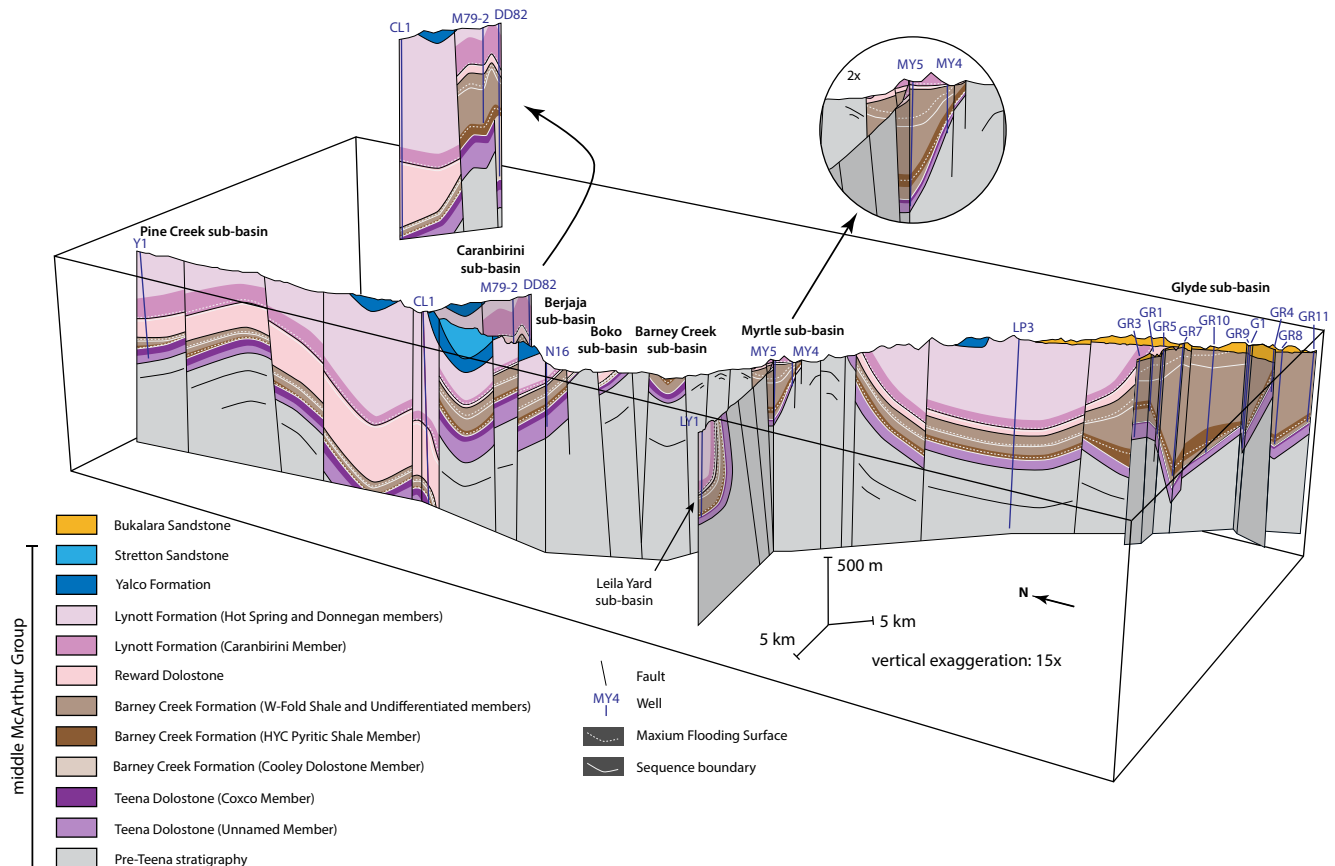 CL1
M79-2
DD82
2x
MY5
MY4
Pine Creek sub-basin
Y1
Caranbirini
sub-basin
M79-2
DD82
CL1
Berjaja
sub-basin
N16
Boko
sub-basin
Barney Creek
sub-basin
Myrtle sub-basin
MY5
MY4
LY1
LP3
Glyde sub-basin
GR3
GR1
GR5
GR7
GR10
GR9
G1
GR4
GR8
GR11
Leila Yard
sub-basin
500 m
5 km
5 km
N
vertical exaggeration: 15x
middle McArthur Group
Bukalara Sandstone
Stretton Sandstone
Yalco Formation
Lynott Formation (Hot Spring and Donnegan members)
Lynott Formation (Caranbirini Member)
Reward Dolostone
Barney Creek Formation (W-Fold Shale and Undifferentiated members)
Barney Creek Formation (HYC Pyritic Shale Member)
Barney Creek Formation (Cooley Dolostone Member)
Teena Dolostone (Coxco Member)
Teena Dolostone (Unnamed Member)
Pre-Teena stratigraphy
Fault
MY4
Well
Maxium Flooding Surface
Sequence boundary